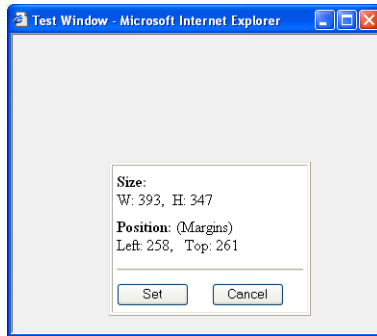 Test Window - Microsoft Internet Explorer
Size:
W: 393, H: 347
Position: (Margins)
Left: 258, Top: 261
Set Cancel